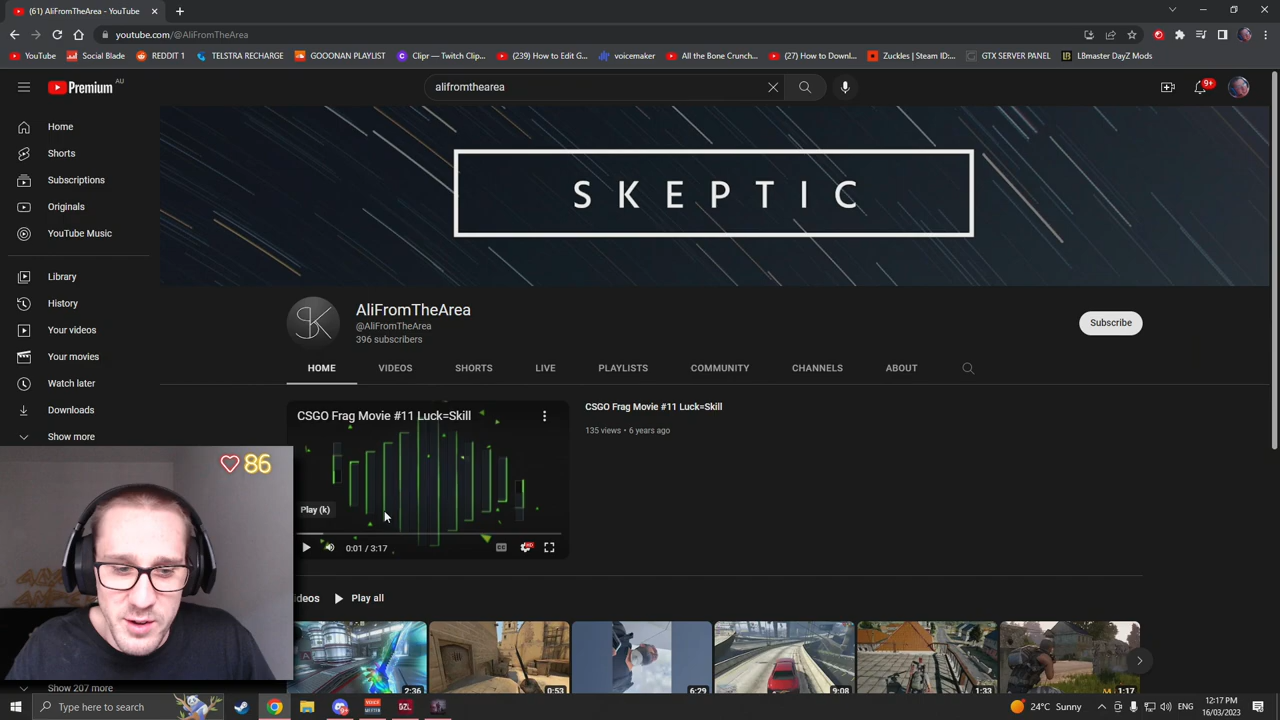 (61) AliFromTheArea - YouTube
youtube.com/@AliFromTheArea
YouTube
Social Blade
REDDIT 1
TELSTRA RECHARGE
GOOONAN PLAYLIST
Clipr — Twitch Clip...
(239) How to Edit G...
voicemaker
All the Bone Crunch...
(27) How to Downl...
Zuckles | Steam ID:...
GTX SERVER PANEL
LBmaster DayZ Mods
Premium AU
alifromthearea
9+
Home
Shorts
Subscriptions
Originals
YouTube Music
Library
History
Your videos
Your movies
Watch later
Downloads
Show more
SKEPTIC
AliFromTheArea
@AliFromTheArea
396 subscribers
Subscribe
HOME
VIDEOS
SHORTS
LIVE
PLAYLISTS
COMMUNITY
CHANNELS
ABOUT
CSGO Frag Movie #11 Luck=Skill
CSGO Frag Movie #11 Luck=Skill
135 views • 6 years ago
Play (k)
0:01 / 3:17
HD
86
ideos
Play all
2:36
0:53
6:29
9:08
1:33
1:17
Show 207 more
Type here to search
VOICE MEETER
DZL
24°C Sunny
ENG
12:17 PM
16/03/2023